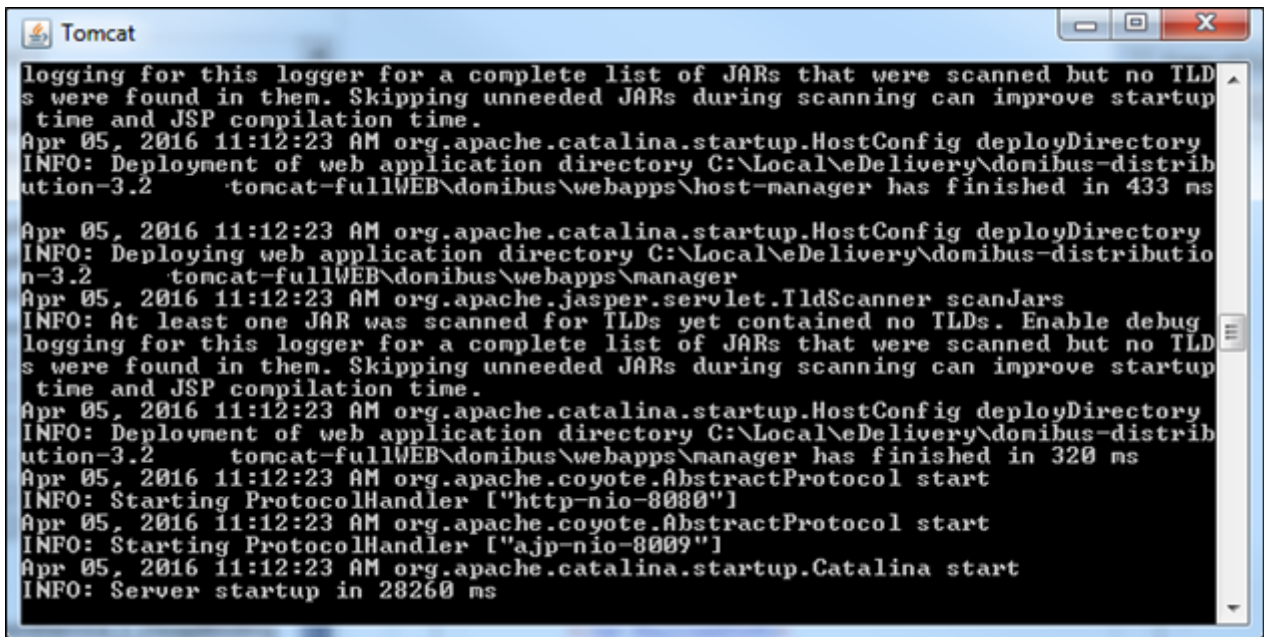 Tomcat
logging for this logger for a complete list of JARs that were scanned but no TLD
s were found in them. Skipping unneeded JARs during scanning can improve startup
time and JSP compilation time.
Apr 05, 2016 11:12:23 AM org.apache.catalina.startup.HostConfig deployDirectory
INFO: Deployment of web application directory C:\Local\eDelivery\domibus-distrib
ution-3.2 tomcat-fullWEB\domibus\webapps\host-manager has finished in 433 ms
Apr 05, 2016 11:12:23 AM org.apache.catalina.startup.HostConfig deployDirectory
INFO: Deploying web application directory C:\Local\eDelivery\domibus-distributio
n-3.2 tomcat-fullWEB\domibus\webapps\manager
Apr 05, 2016 11:12:23 AM org.apache.jasper.servlet.TldScanner scanJars
INFO: At least one JAR was scanned for TLDs yet contained no TLDs. Enable debug
logging for this logger for a complete list of JARs that were scanned but no TLD
s were found in them. Skipping unneeded JARs during scanning can improve startup
time and JSP compilation time.
Apr 05, 2016 11:12:23 AM org.apache.catalina.startup.HostConfig deployDirectory
INFO: Deployment of web application directory C:\Local\eDelivery\domibus-distrib
ution-3.2 tomcat-fullWEB\domibus\webapps\manager has finished in 320 ms
Apr 05, 2016 11:12:23 AM org.apache.coyote.AbstractProtocol start
INFO: Starting ProtocolHandler ["http-nio-8080"]
Apr 05, 2016 11:12:23 AM org.apache.coyote.AbstractProtocol start
INFO: Starting ProtocolHandler ["ajp-nio-8009"]
Apr 05, 2016 11:12:23 AM org.apache.catalina.startup.Catalina start
INFO: Server startup in 28260 ms